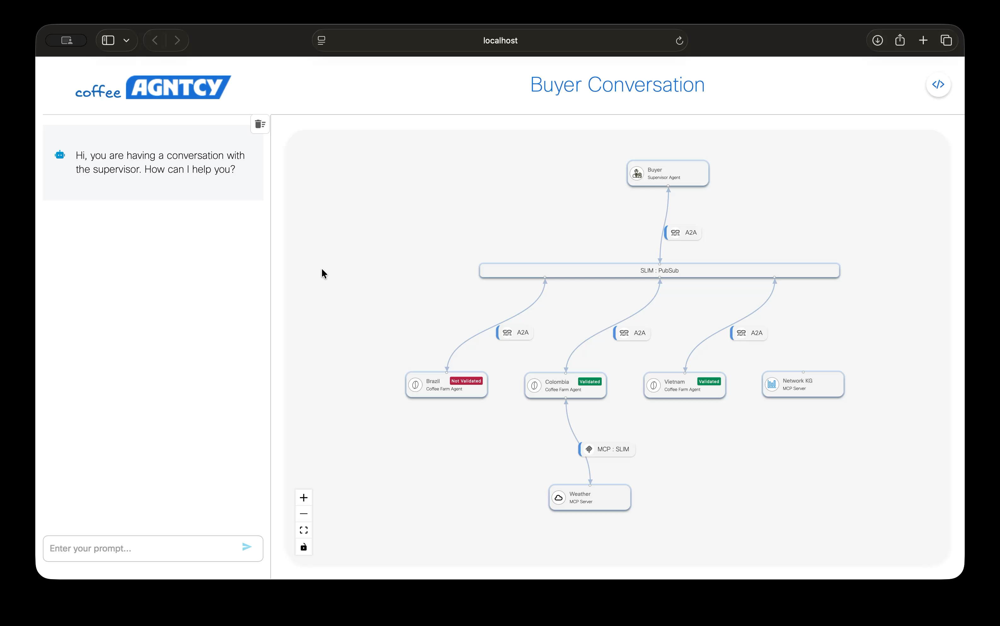 localhost
coffee AGNTCY
Buyer Conversation
</>
Hi, you are having a conversation with
the supervisor. How can I help you?
Buyer
Supervisor Agent
A2A
SLIM : PubSub
A2A
A2A
A2A
Brazil Not Validated
Coffee Farm Agent
Colombia Validated
Coffee Farm Agent
Vietnam Validated
Coffee Farm Agent
Network KG
MCP Server
MCP : SLIM
Weather
MCP Server
Enter your prompt...